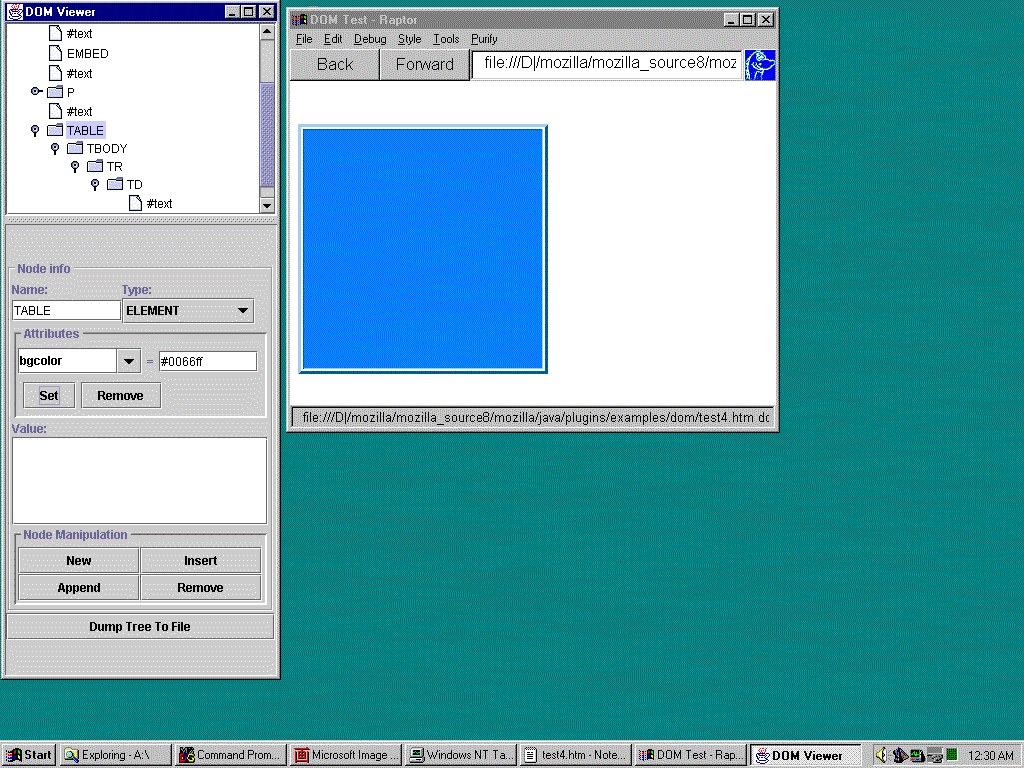 DOM Viewer
#text
EMBED
#text
P
#text
TABLE
TBODY
TR
TD
#text
Node info
Name:
Type:
TABLE
ELEMENT
Attributes
bgcolor
=
#0066ff
Set
Remove
Value:
Node Manipulation
New
Insert
Append
Remove
Dump Tree To File
DOM Test - Raptor
File Edit Debug Style Tools Purify
Back
Forward
file:///D|/mozilla/mozilla_source8/moz
file:///D|/mozilla/mozilla_source8/mozilla/java/plugins/examples/dom/test4.htm do
Start
Exploring - A:\
Command Prom...
Microsoft Image ...
Windows NT Ta...
test4.htm - Note...
DOM Test - Rap...
DOM Viewer
12:30 AM